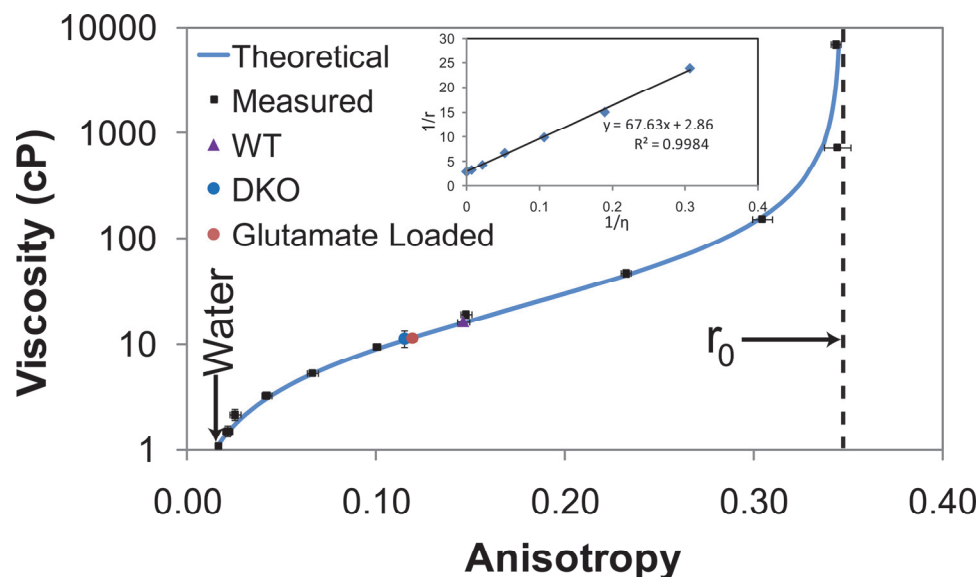 Viscosity (cP)
10000
1000
100
10
1
Theoretical
Measured
WT
DKO
Glutamate Loaded
Water
1/r
30
25
20
15
10
5
0
y = 67.63x + 2.86
R² = 0.9984
0 0.1 0.2 0.3 0.4
1/η
r₀
0.00 0.10 0.20 0.30 0.40
Anisotropy